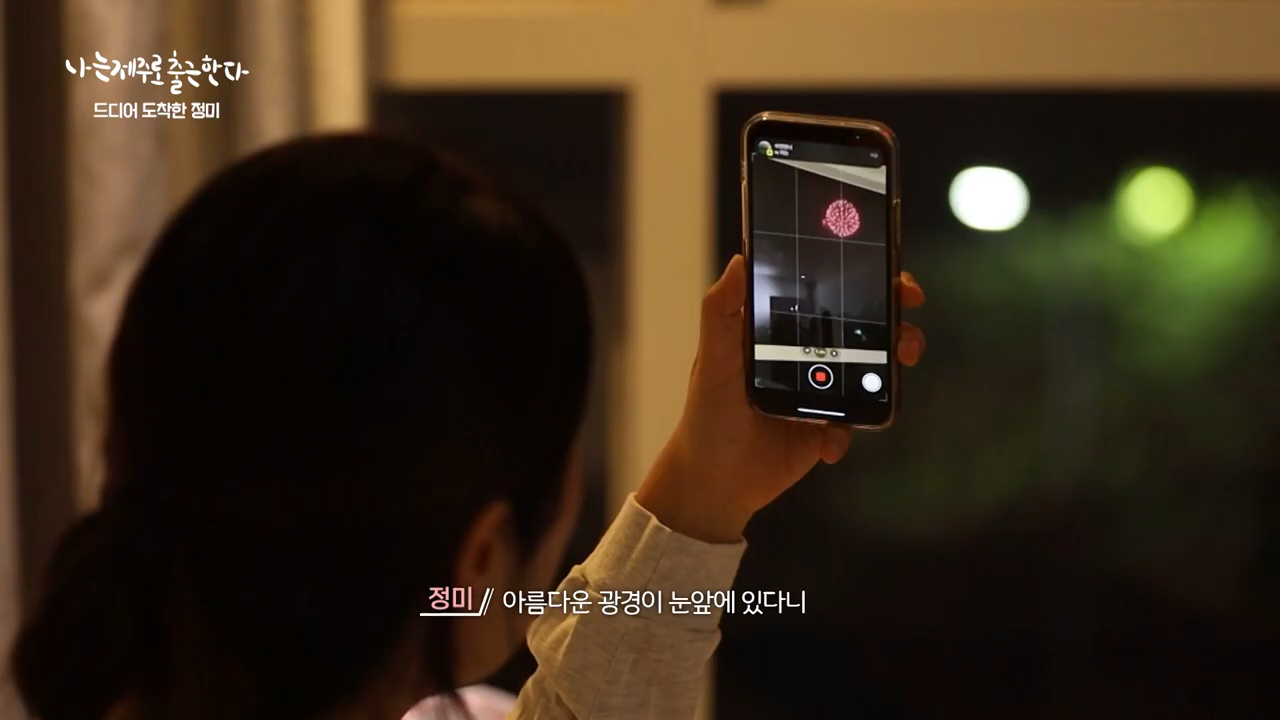 나는 제주로 출근한다
드디어 도착한 정미
정미// 아름다운 광경이 눈앞에 있다니